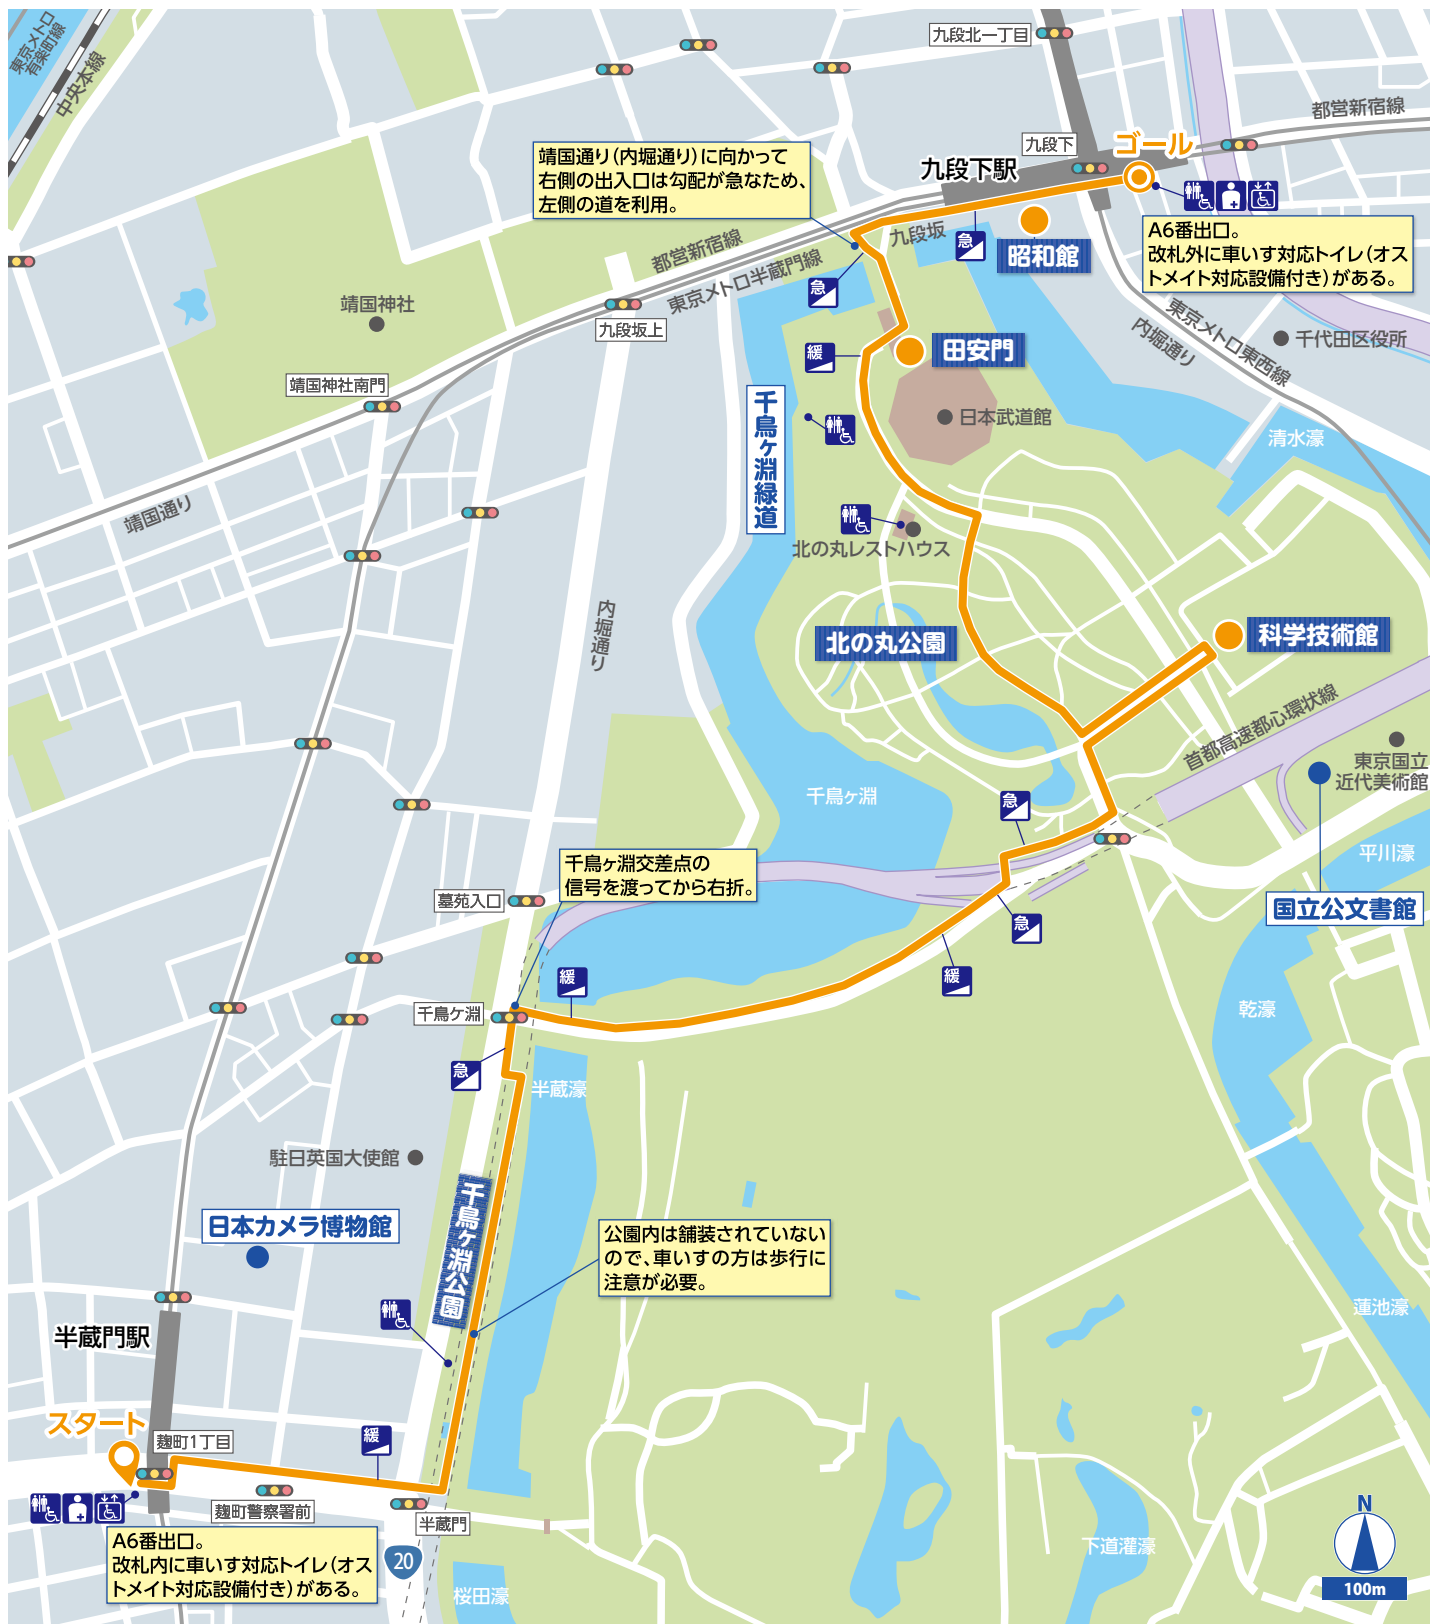 東京メトロ
有楽町線
中央本線
九段北一丁目
都営新宿線
九段下
ゴール
九段下駅
靖国通り（内堀通り）に向かって
右側の出入口は勾配が急なため、
左側の道を利用。
九段坂
急
昭和館
A6番出口。
改札外に車いす対応トイレ（オス
トメイト対応設備付き）がある。
都営新宿線
東京メトロ半蔵門線
急
靖国神社
九段坂上
東京メトロ東西線
内堀通り
千代田区役所
緩
田安門
靖国神社南門
千鳥ヶ淵緑道
日本武道館
清水濠
靖国通り
北の丸レストハウス
内堀通り
北の丸公園
科学技術館
首都高速都心環状線
東京国立
近代美術館
千鳥ヶ淵
急
平川濠
千鳥ヶ淵交差点の
信号を渡ってから右折。
墓苑入口
国立公文書館
急
緩
緩
千鳥ケ淵
乾濠
急
半蔵濠
駐日英国大使館
千鳥ヶ淵公園
日本カメラ博物館
公園内は舗装されていない
ので、車いすの方は歩行に
注意が必要。
蓮池濠
半蔵門駅
スタート
麹町1丁目
緩
麹町警察署前
半蔵門
A6番出口。
改札内に車いす対応トイレ（オス
トメイト対応設備付き）がある。
20
桜田濠
下道灌濠
N
100m